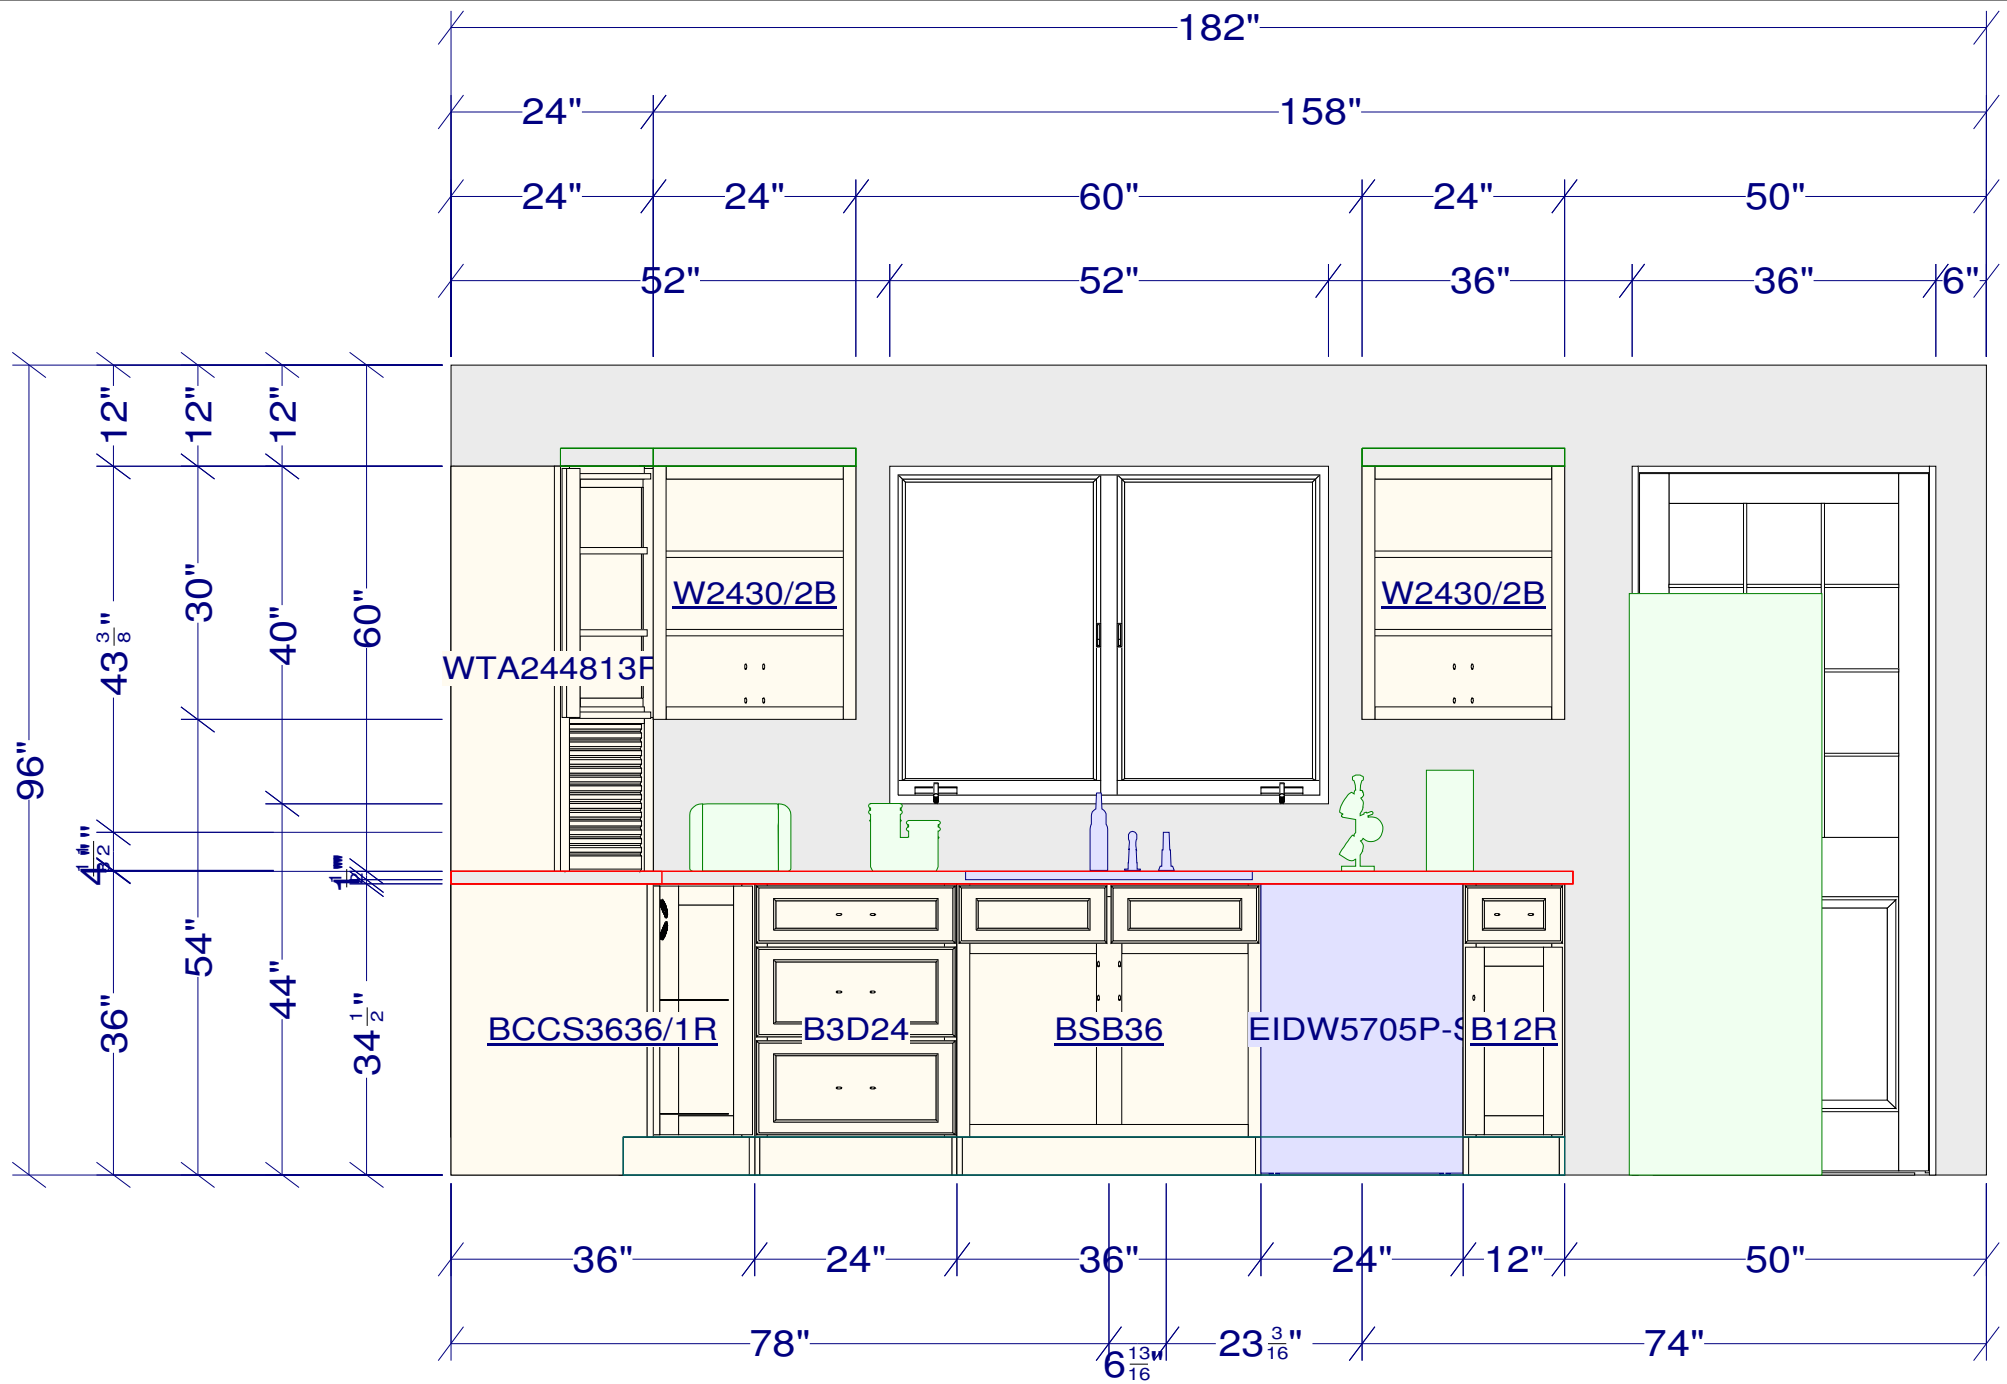 182"
24" 158"
24" 24" 60" 24" 50"
52" 52" 36" 36" 6"
12" 12" 12"
43 3/8" 30" 40" 60"
96"
36" 54" 44" 34 1/2"
W2430/2B W2430/2B
WTA244813F
BCCS3636/1R B3D24 BSB36 EIDW5705P-S B12R
36" 24" 36" 24" 12" 50"
78" 6 13/16" 23 3/16" 74"